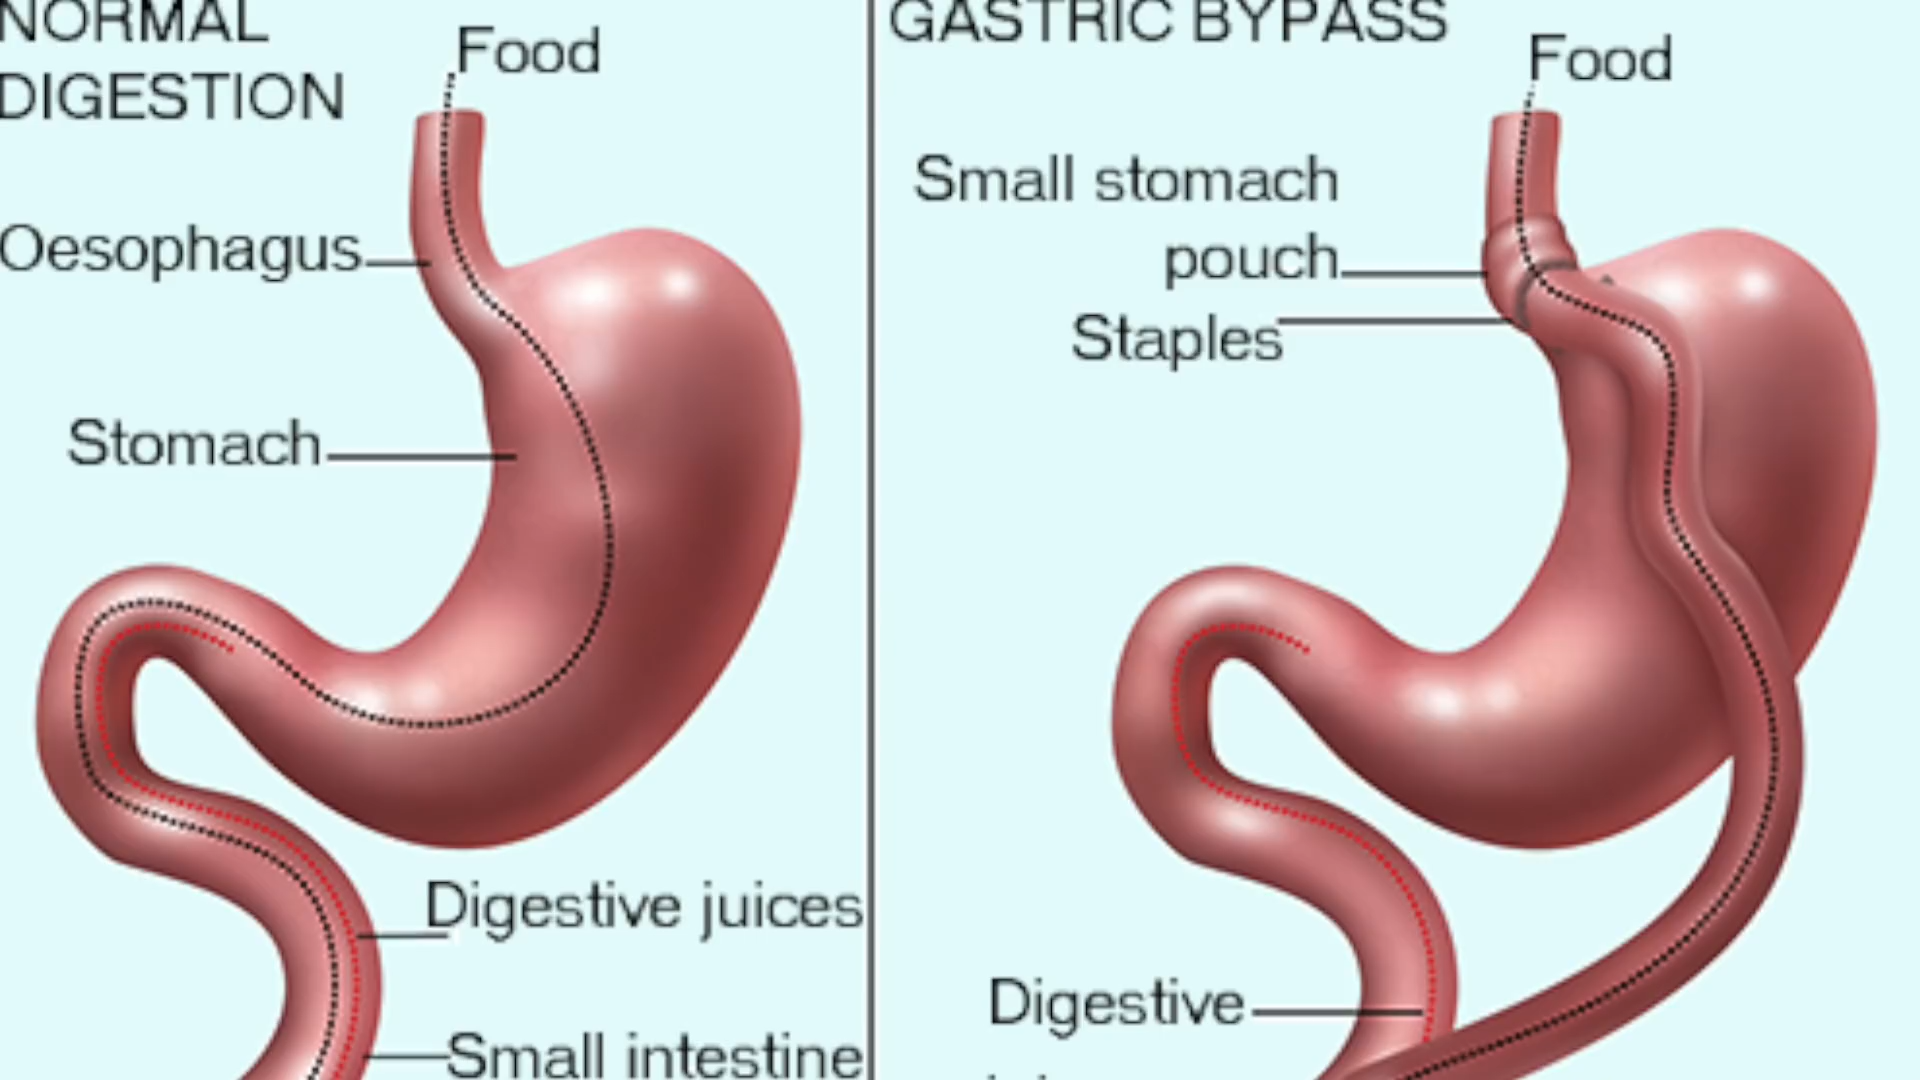 NORMAL
DIGESTION
Food
Oesophagus
Stomach
Digestive juices
Small intestine
GASTRIC BYPASS
Food
Small stomach
pouch
Staples
Digestive